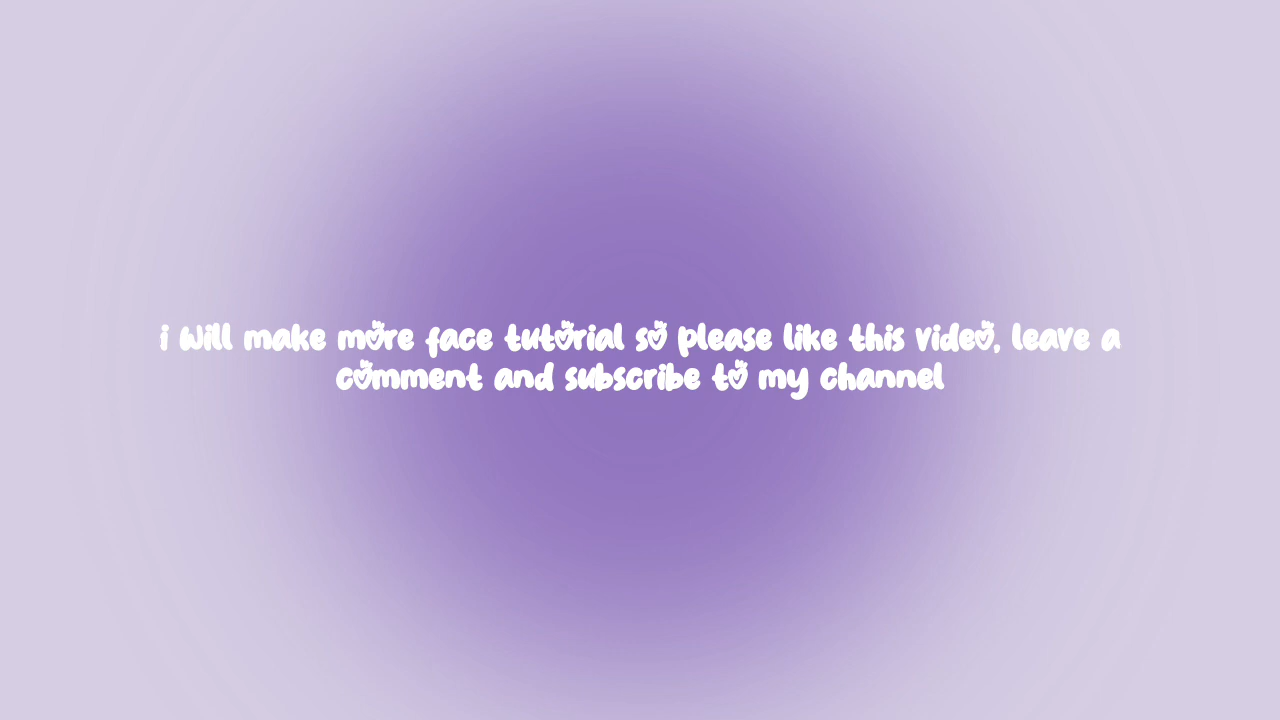 i will make more face tutorial so please like this video, leave a
comment and subscribe to my channel